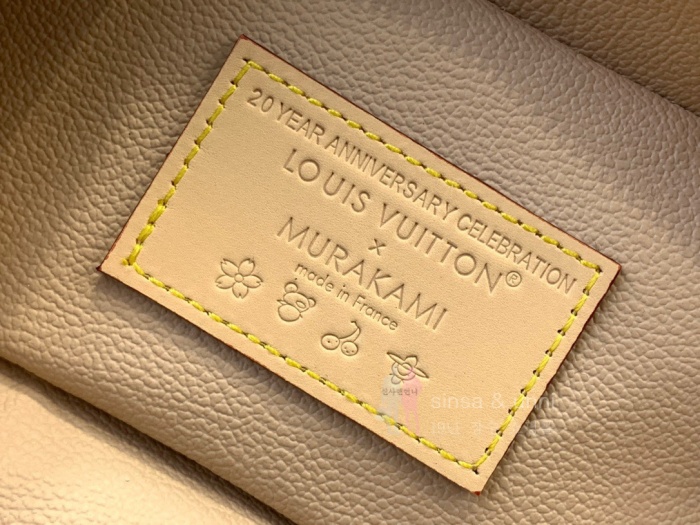 20 YEAR ANNIVERSARY CELEBRATION
LOUIS VUITTON®
×
MURAKAMI
made in France
sinsa &